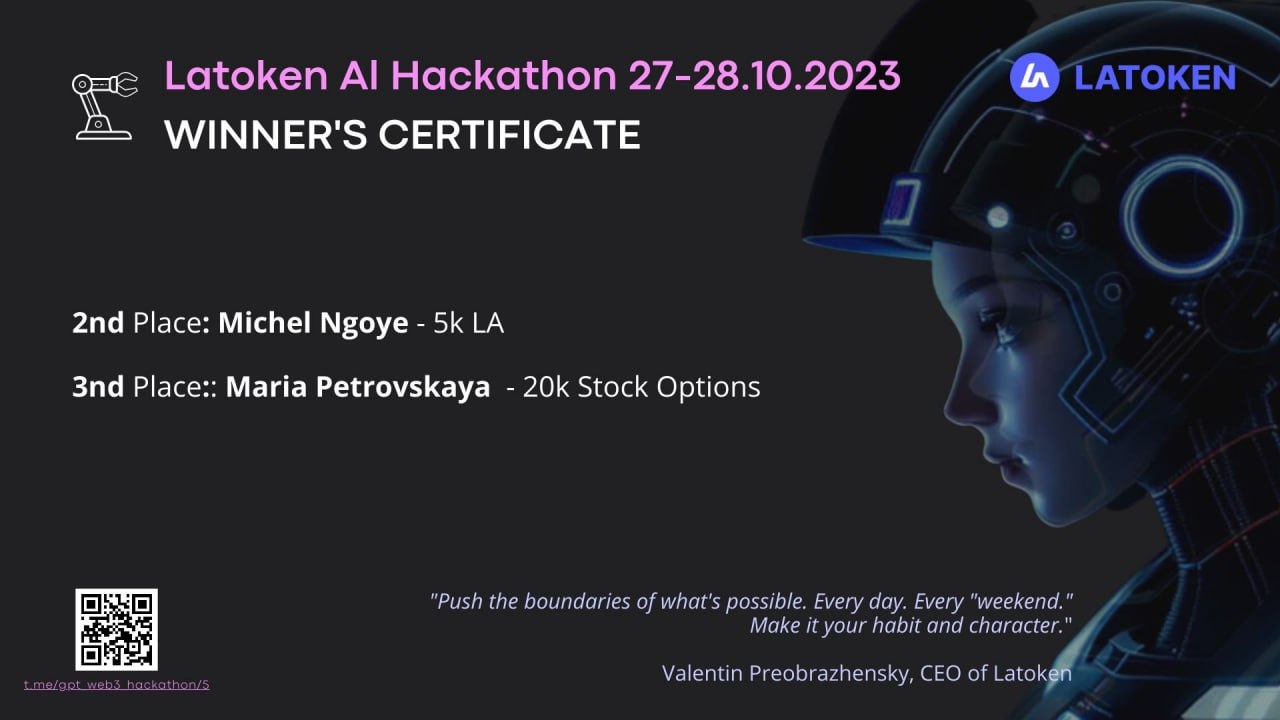 Latoken AI Hackathon 27-28.10.2023
LATOKEN
WINNER'S CERTIFICATE
2nd Place: Michel Ngoye - 5k LA
3nd Place:: Maria Petrovskaya - 20k Stock Options
"Push the boundaries of what's possible. Every day. Every "weekend."
Make it your habit and character."
Valentin Preobrazhensky, CEO of Latoken
t.me/gpt_web3_hackathon/5